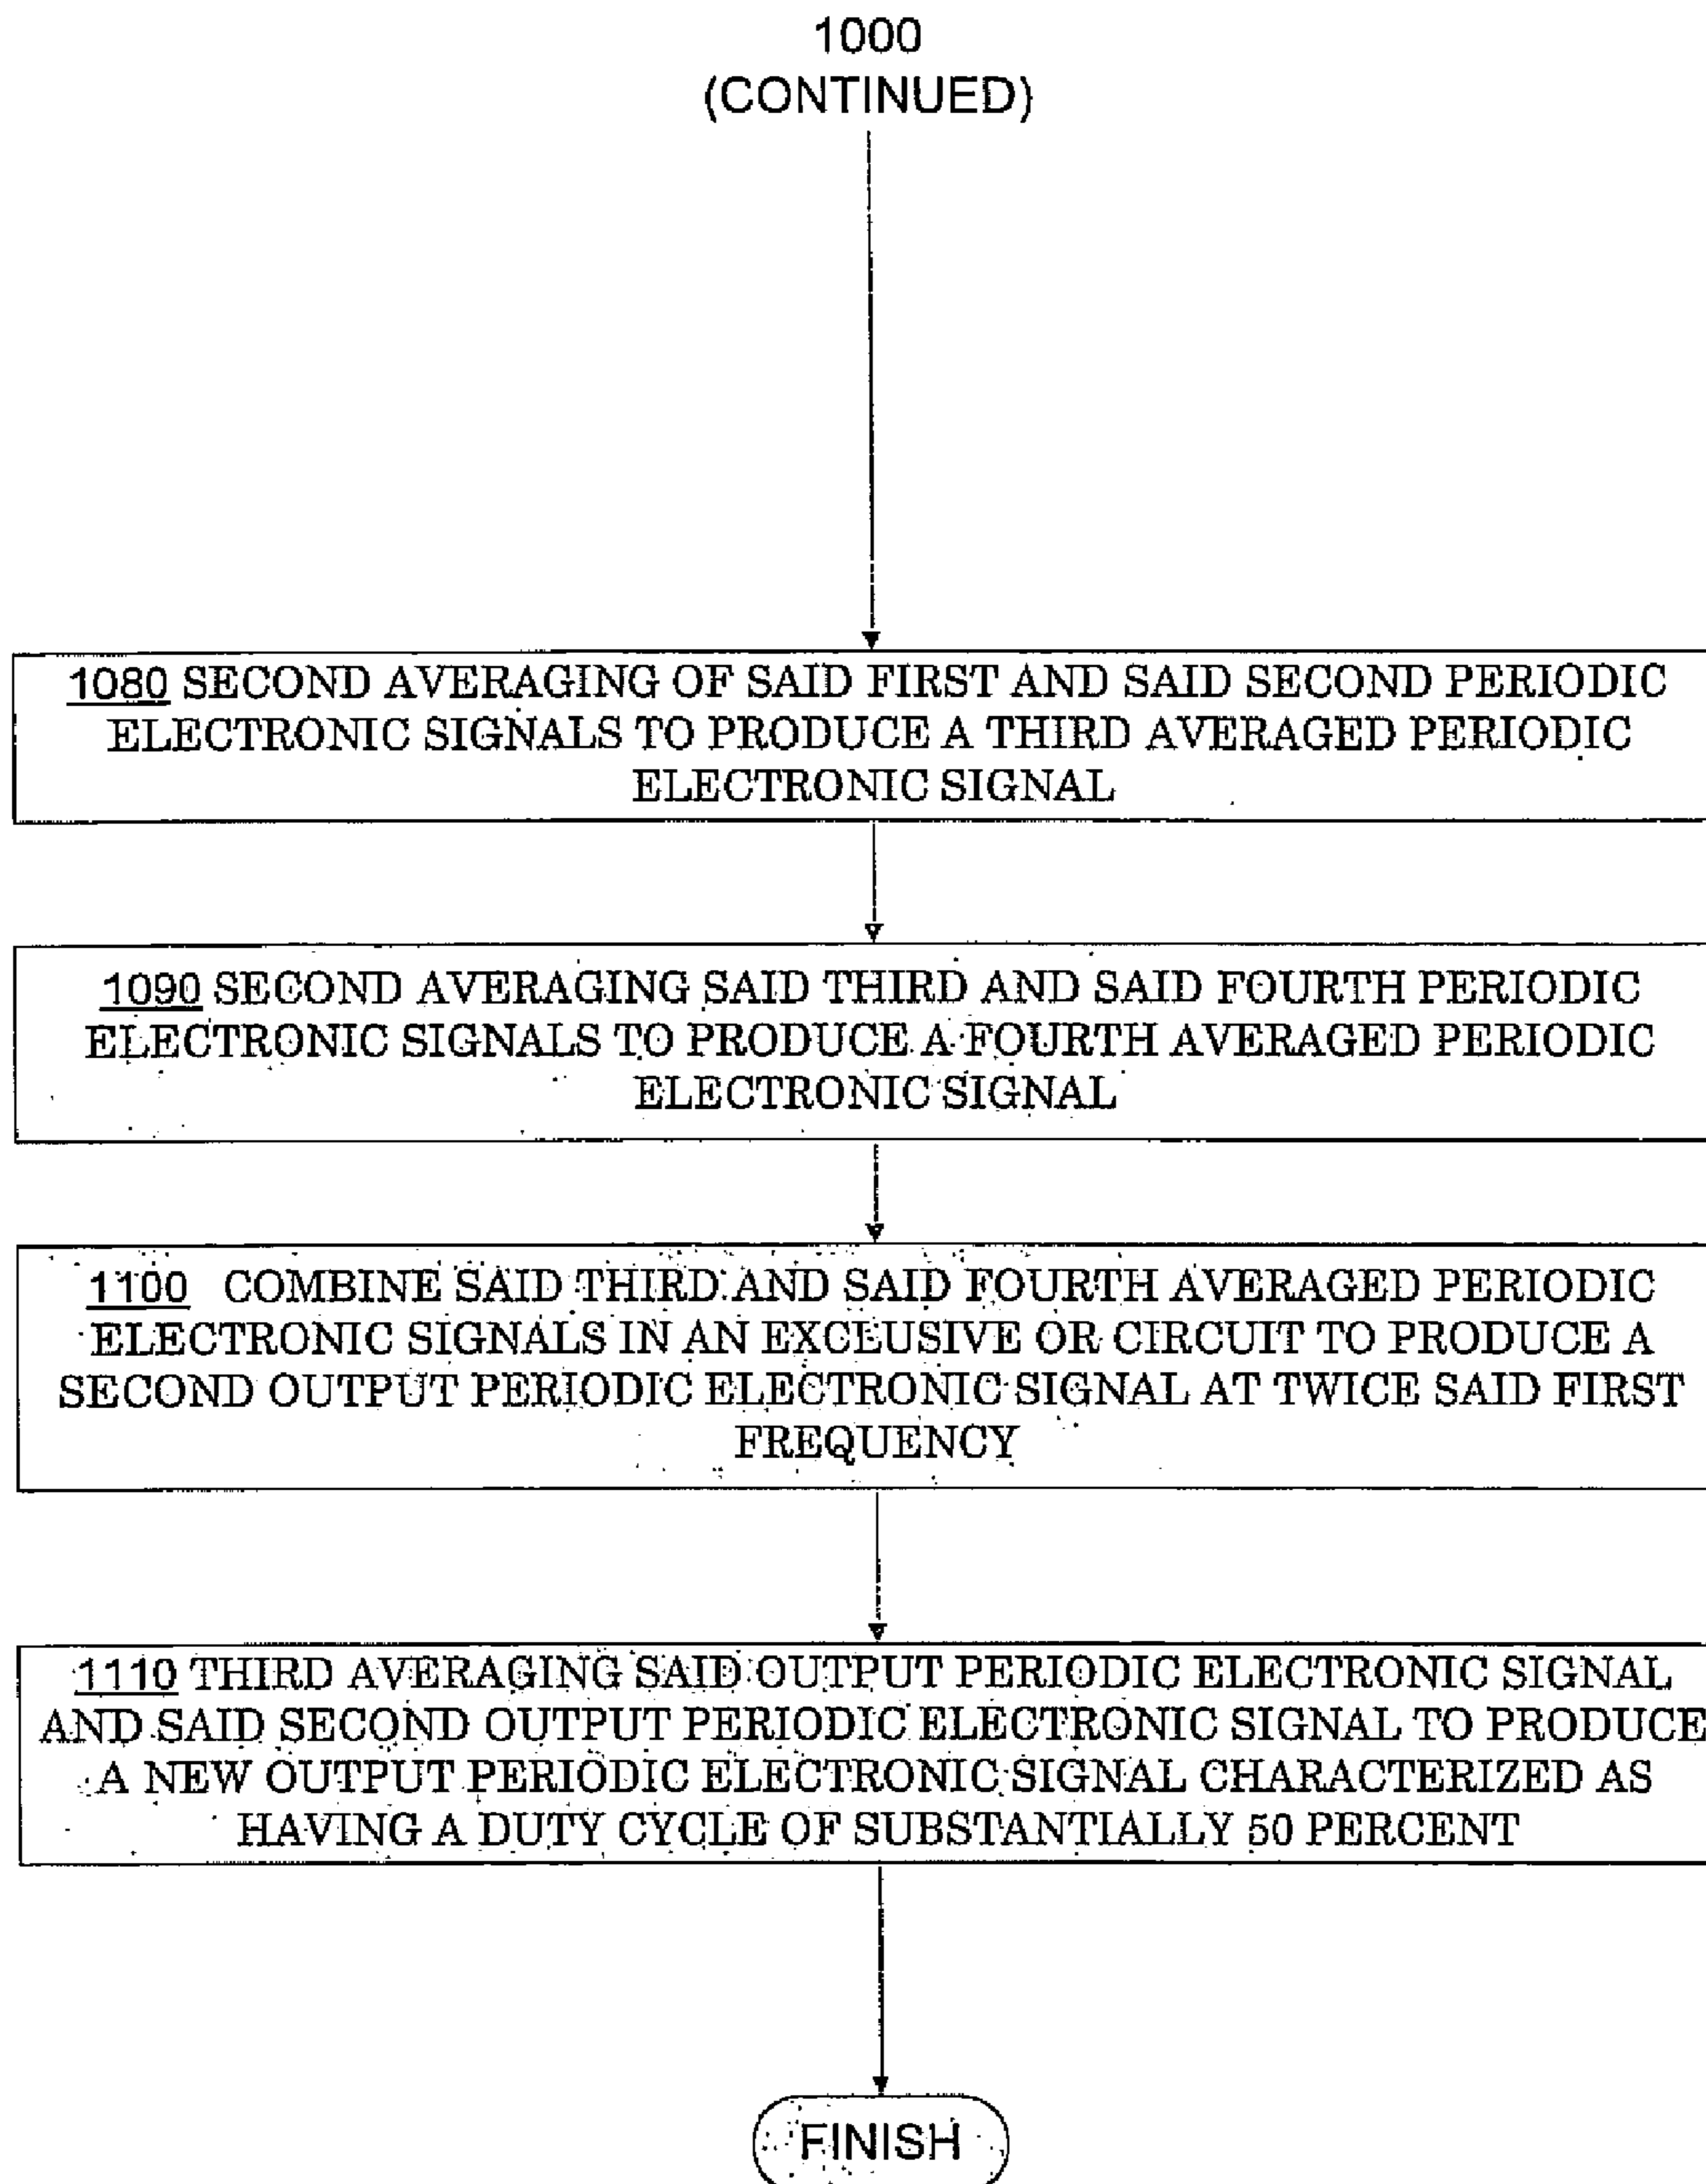 1000
(CONTINUED)
1080 SECOND AVERAGING OF SAID FIRST AND SAID SECOND PERIODIC
ELECTRONIC SIGNALS TO PRODUCE A THIRD AVERAGED PERIODIC
ELECTRONIC SIGNAL
1090 SECOND AVERAGING SAID THIRD AND SAID FOURTH PERIODIC
ELECTRONIC SIGNALS TO PRODUCE A FOURTH AVERAGED PERIODIC
ELECTRONIC SIGNAL
1100 COMBINE SAID THIRD AND SAID FOURTH AVERAGED PERIODIC
ELECTRONIC SIGNALS IN AN EXCLUSIVE OR CIRCUIT TO PRODUCE A
SECOND OUTPUT PERIODIC ELECTRONIC SIGNAL AT TWICE SAID FIRST
FREQUENCY
1110 THIRD AVERAGING SAID OUTPUT PERIODIC ELECTRONIC SIGNAL
AND SAID SECOND OUTPUT PERIODIC ELECTRONIC SIGNAL TO PRODUCE
A NEW OUTPUT PERIODIC ELECTRONIC SIGNAL CHARACTERIZED AS
HAVING A DUTY CYCLE OF SUBSTANTIALLY 50 PERCENT
FINISH